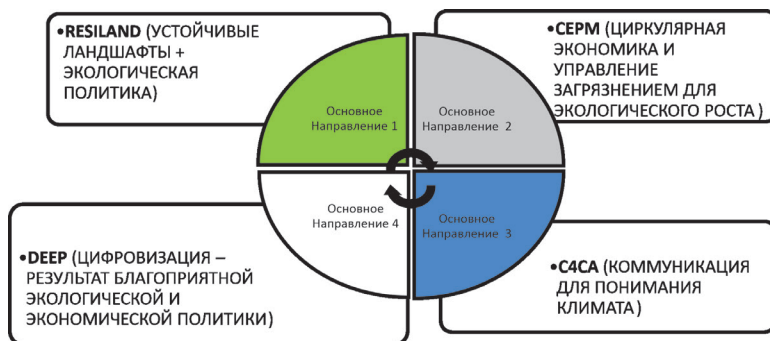 •RESILAND (УСТОЙЧИВЫЕ
ЛАНДШАФТЫ +
ЭКОЛОГИЧЕСКАЯ
ПОЛИТИКА)
•CEPM (ЦИРКУЛЯРНАЯ
ЭКОНОМИКА И
УПРАВЛЕНИЕ
ЗАГРЯЗНЕНИЕМ ДЛЯ
ЭКОЛОГИЧЕСКОГО РОСТА )
Основное
Направление 1
Основное
Направление 2
Основное
Направление 4
Основное
Направление 3
•DEEP (ЦИФРОВИЗАЦИЯ –
РЕЗУЛЬТАТ БЛАГОПРИЯТНОЙ
ЭКОЛОГИЧЕСКОЙ И
ЭКОНОМИЧЕСКОЙ ПОЛИТИКИ)
•C4CA (КОММУНИКАЦИЯ
ДЛЯ ПОНИМАНИЯ
КЛИМАТА)